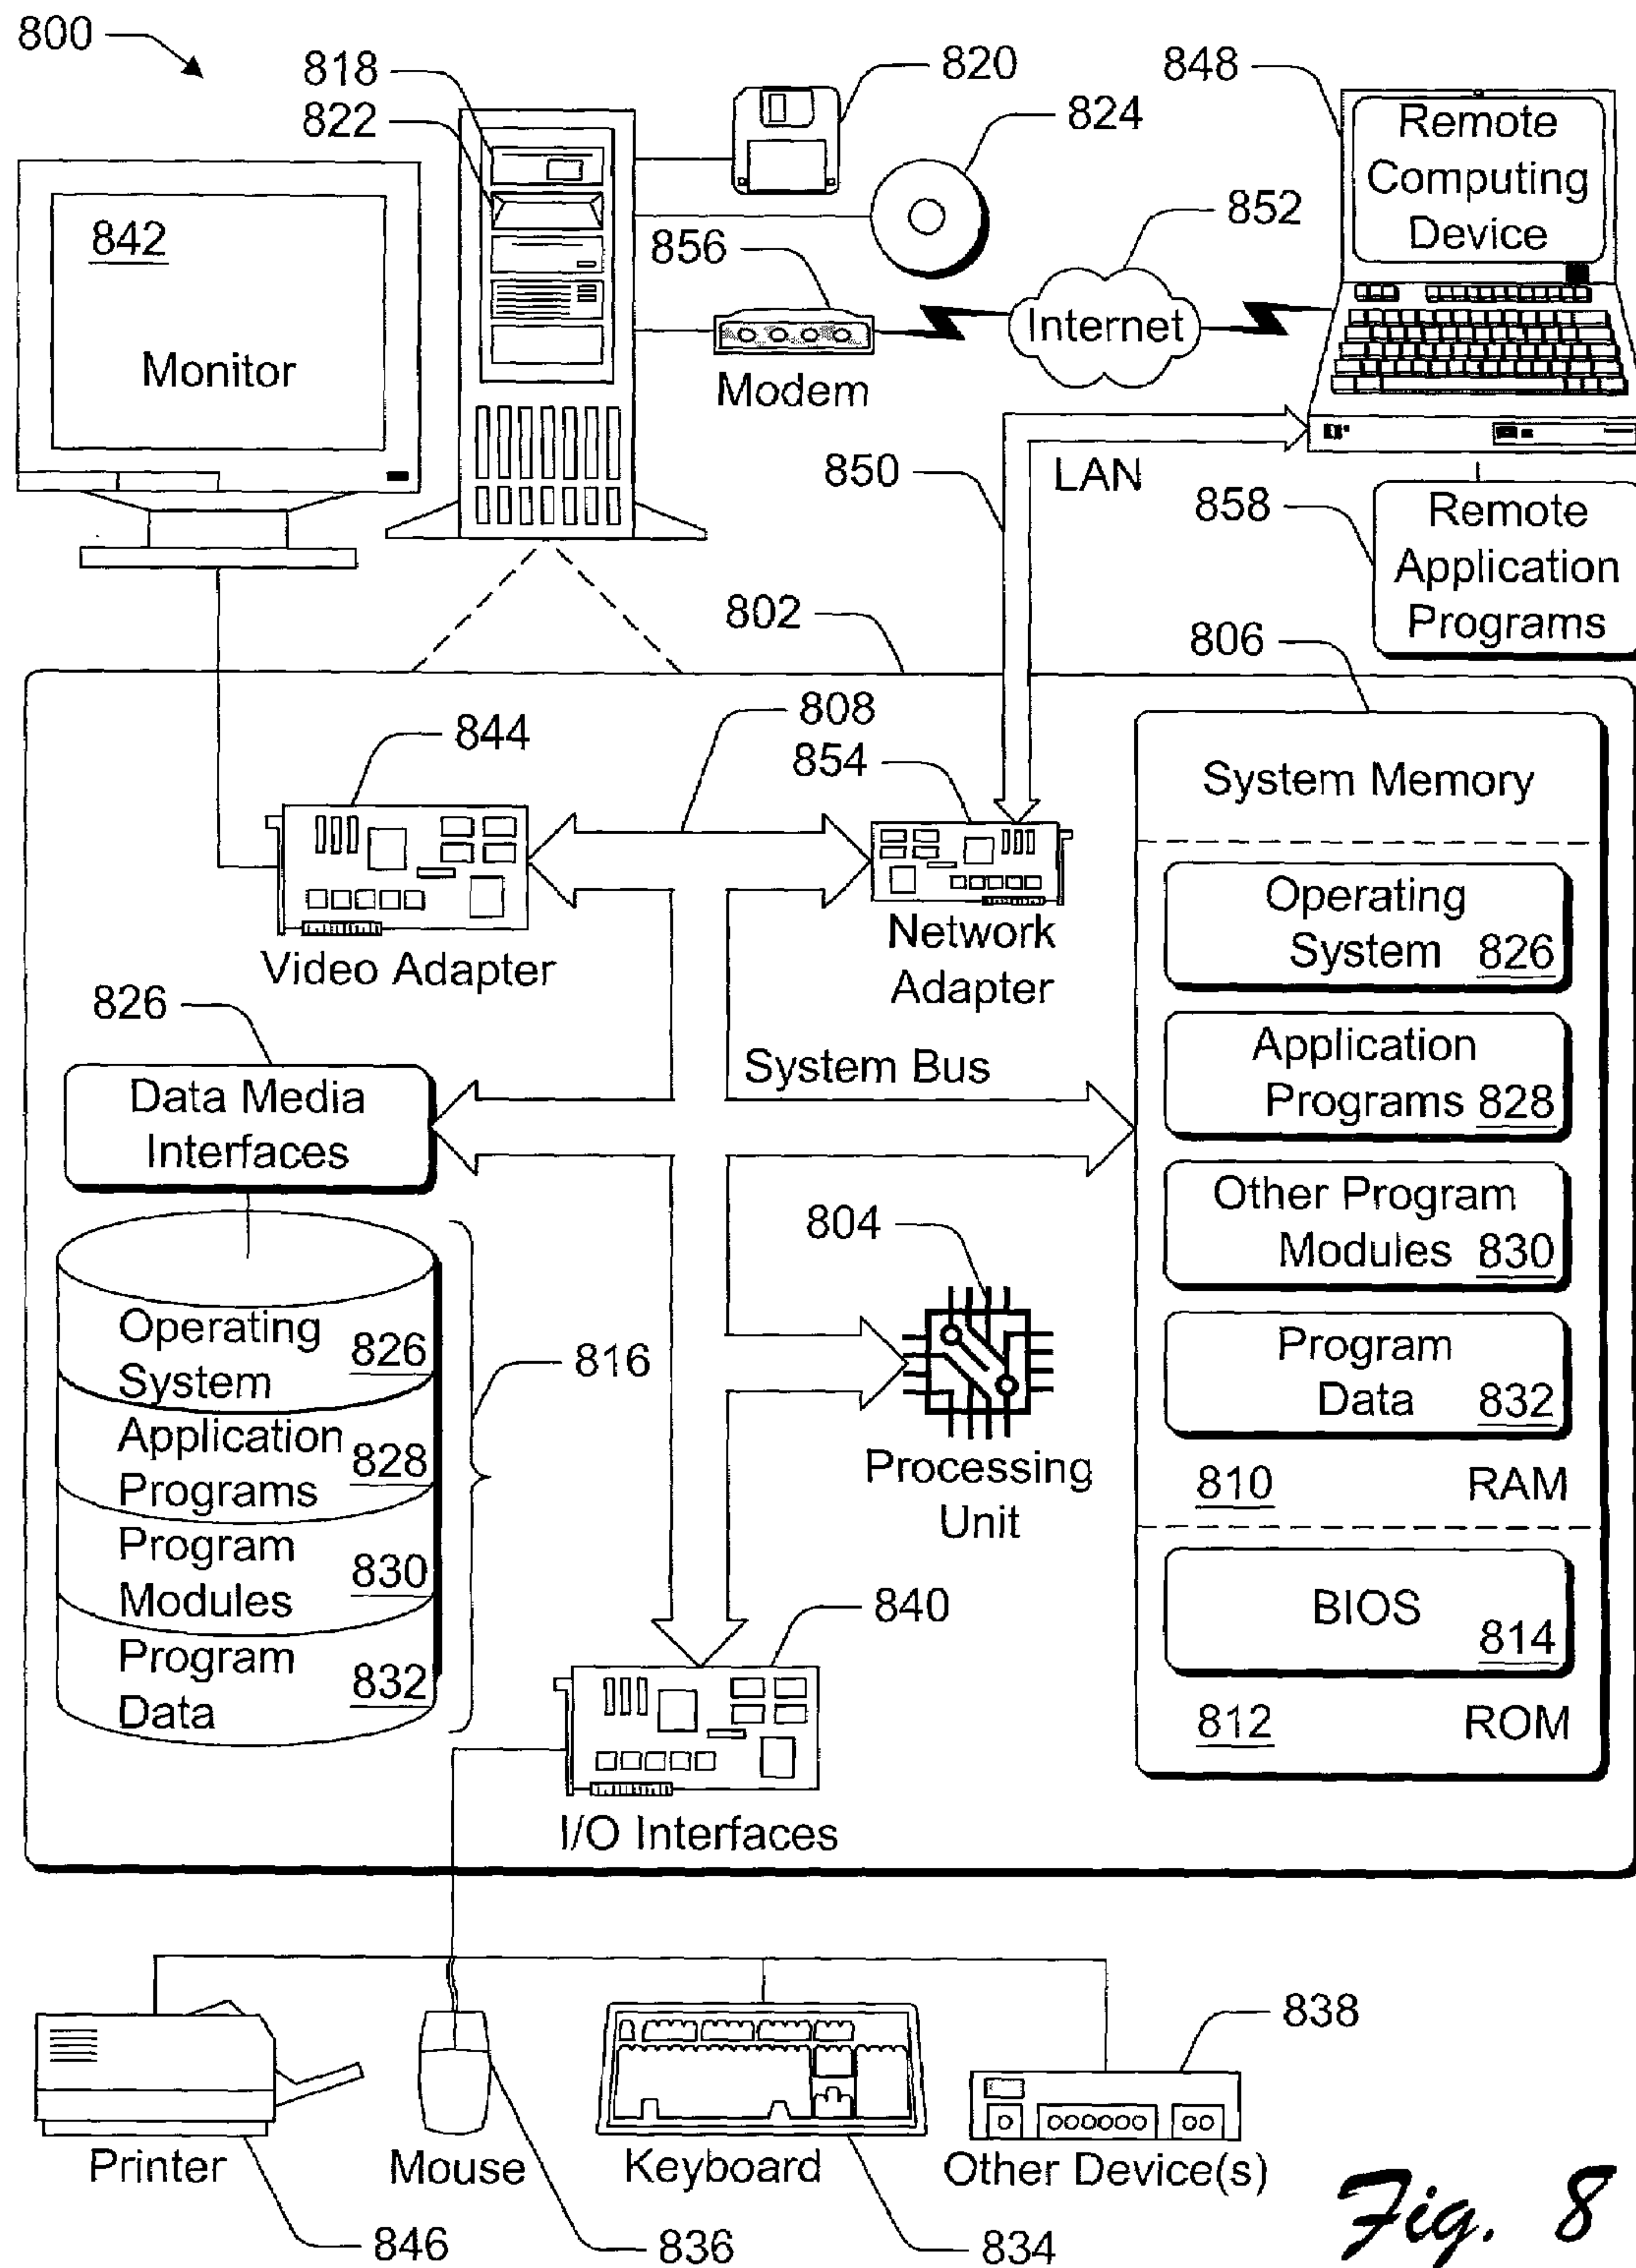 800
818
820
848
822
824
Remote
Computing
Device
842
856
852
Monitor
Internet
Modem
850
LAN
858
Remote
Application
Programs
802
806
808
844
854
System Memory
Operating
System 826
Video Adapter
Network
Adapter
826
Application
Programs 828
System Bus
Data Media
Interfaces
Other Program
Modules 830
804
Operating
System 826
816
Program
Data 832
Application
Programs 828
Processing
Unit
810 RAM
Program
Modules 830
840
BIOS
814
Program
Data 832
812 ROM
I/O Interfaces
838
Printer
Mouse
Keyboard
Other Device(s)
846
836
834
Fig. 8